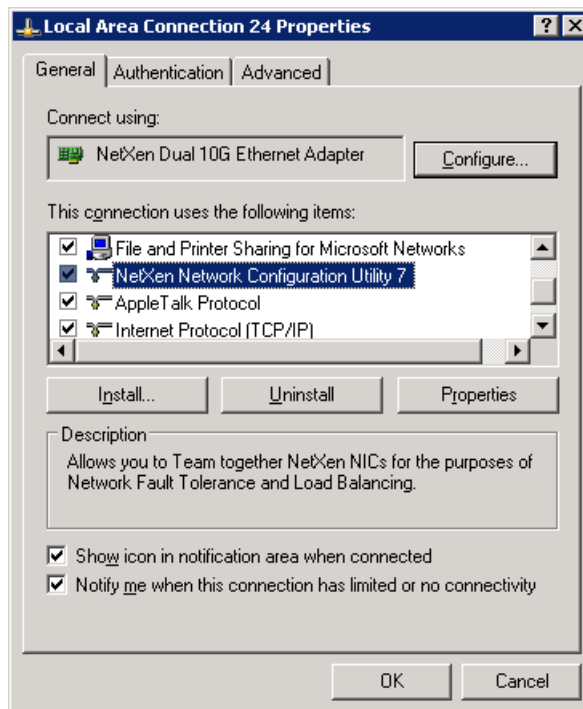 Local Area Connection 24 Properties
General Authentication Advanced
Connect using:
NetXen Dual 10G Ethernet Adapter
Configure...
This connection uses the following items:
File and Printer Sharing for Microsoft Networks
NetXen Network Configuration Utility 7
AppleTalk Protocol
Internet Protocol (TCP/IP)
Install... Uninstall Properties
Description
Allows you to Team together NetXen NICs for the purposes of
Network Fault Tolerance and Load Balancing.
Show icon in notification area when connected
Notify me when this connection has limited or no connectivity
OK Cancel